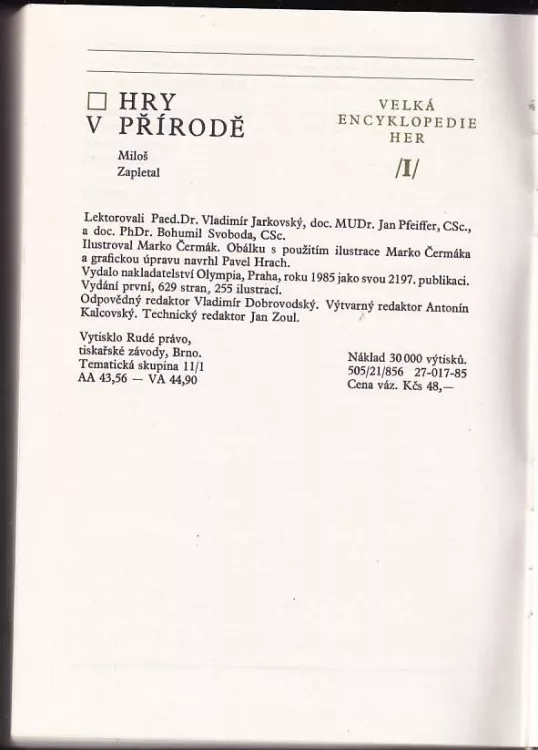 □ HRY
V PŘÍRODĚ
Miloš
Zapletal
VELKÁ
ENCYKLOPEDIE
HER
/I/
Lektorovali Paed.Dr. Vladimír Jarkovský, doc. MUDr. Jan Pfeiffer, CSc.,
a doc. PhDr. Bohumil Svoboda, CSc.
Ilustroval Marko Čermák. Obálku s použitím ilustrace Marko Čermáka
a grafickou úpravu navrhl Pavel Hrach.
Vydalo nakladatelství Olympia, Praha, roku 1985 jako svou 2197. publikaci.
Vydání první, 629 stran, 255 ilustrací.
Odpovědný redaktor Vladimír Dobrovodský. Výtvarný redaktor Antonín
Kalcovský. Technický redaktor Jan Zoul.
Vytisklo Rudé právo,
tiskařské závody, Brno.
Tematická skupina 11/1
AA 43,56 — VA 44,90
Náklad 30 000 výtisků.
505/21/856 27-017-85
Cena váz. Kčs 48,—